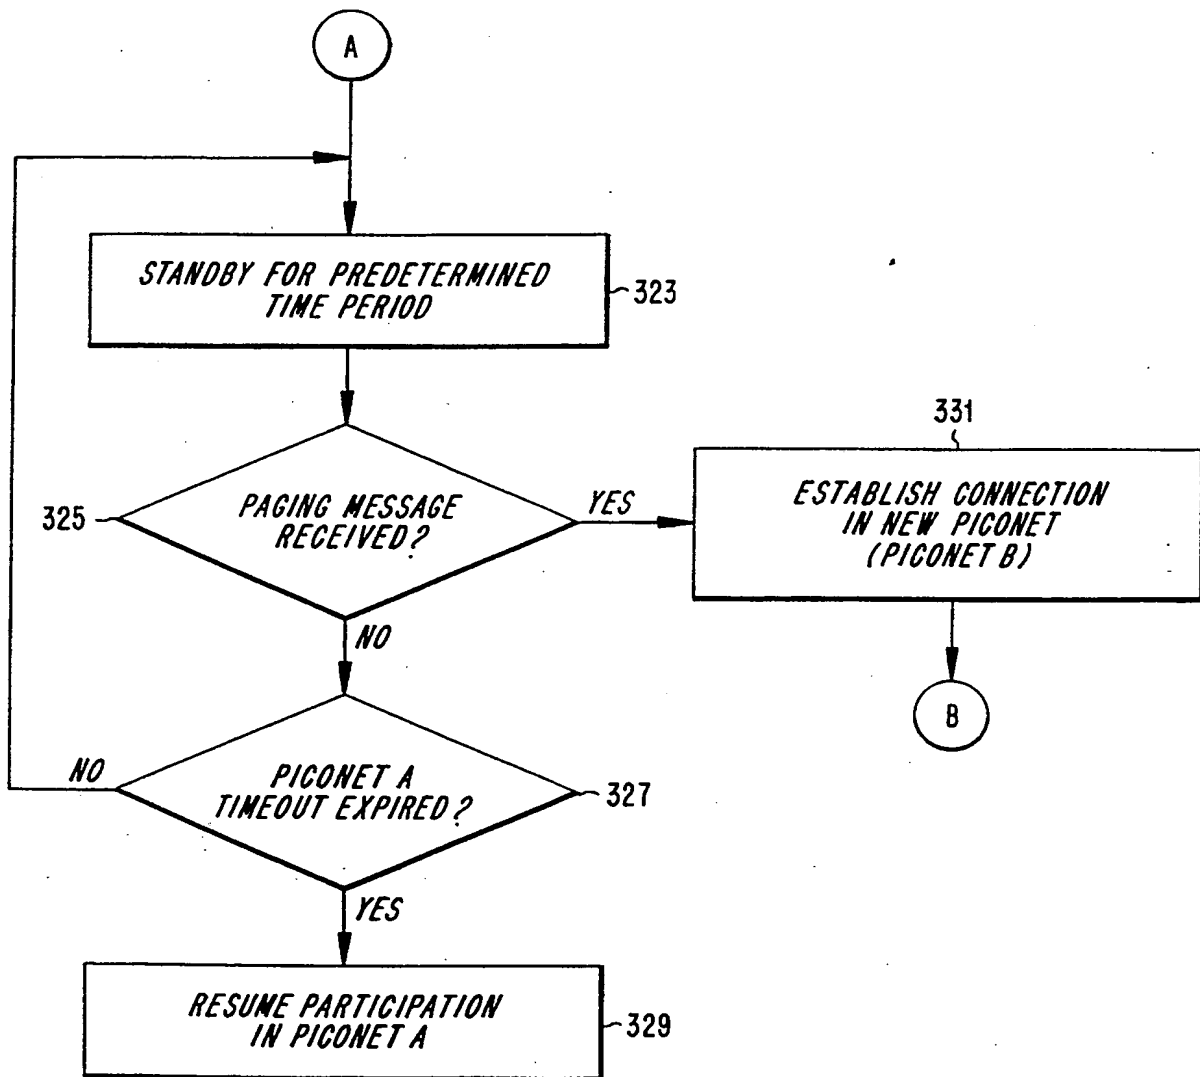 A
STANDBY FOR PREDETERMINED
TIME PERIOD
323
331
ESTABLISH CONNECTION
IN NEW PICONET
(PICONET B)
325
PAGING MESSAGE
RECEIVED?
YES
NO
B
NO
PICONET A
TIMEOUT EXPIRED?
327
YES
RESUME PARTICIPATION
IN PICONET A
329